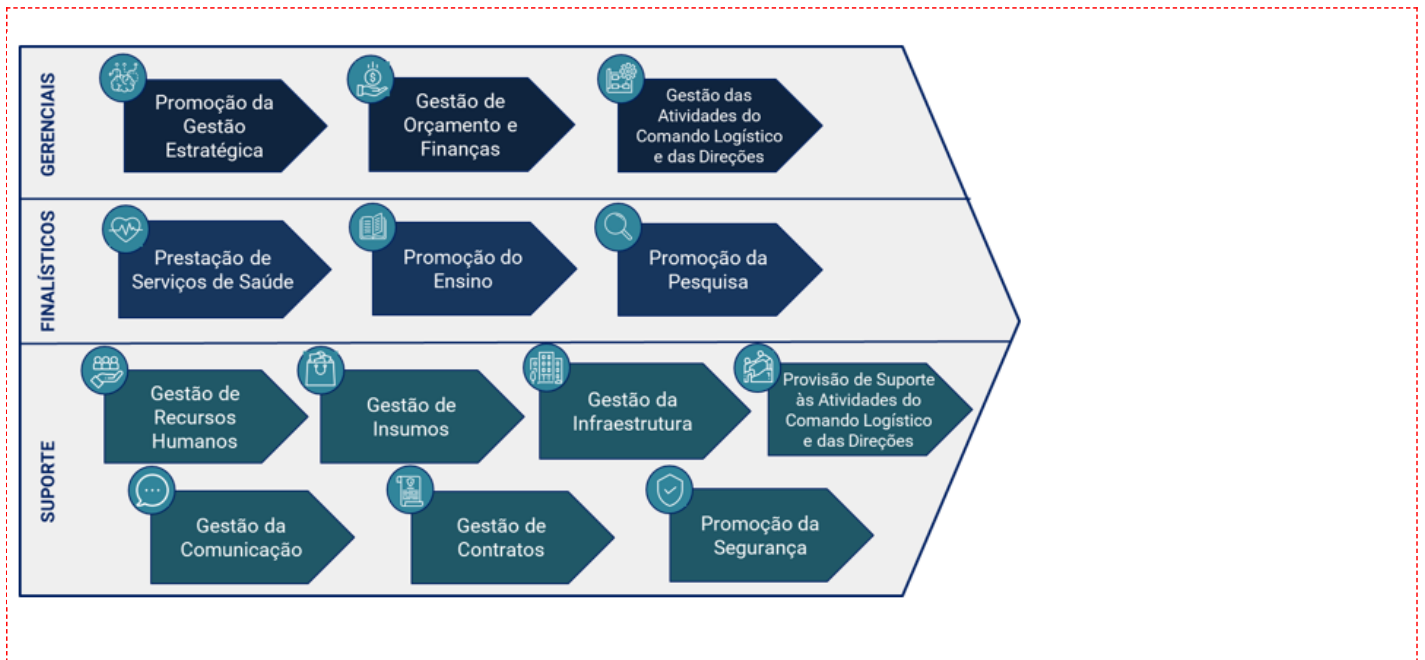 GERENCIAIS
Promoção da
Gestão
Estratégica
Gestão de
Orçamento e
Finanças
Gestão das
Atividades do
Comando Logístico
e das Direções
FINALÍSTICOS
Prestação de
Serviços de Saúde
Promoção do
Ensino
Promoção da
Pesquisa
SUPORTE
Gestão de
Recursos
Humanos
Gestão de
Insumos
Gestão da
Infraestrutura
Provisão de Suporte
às Atividades do
Comando Logístico
e das Direções
Gestão da
Comunicação
Gestão de
Contratos
Promoção da
Segurança